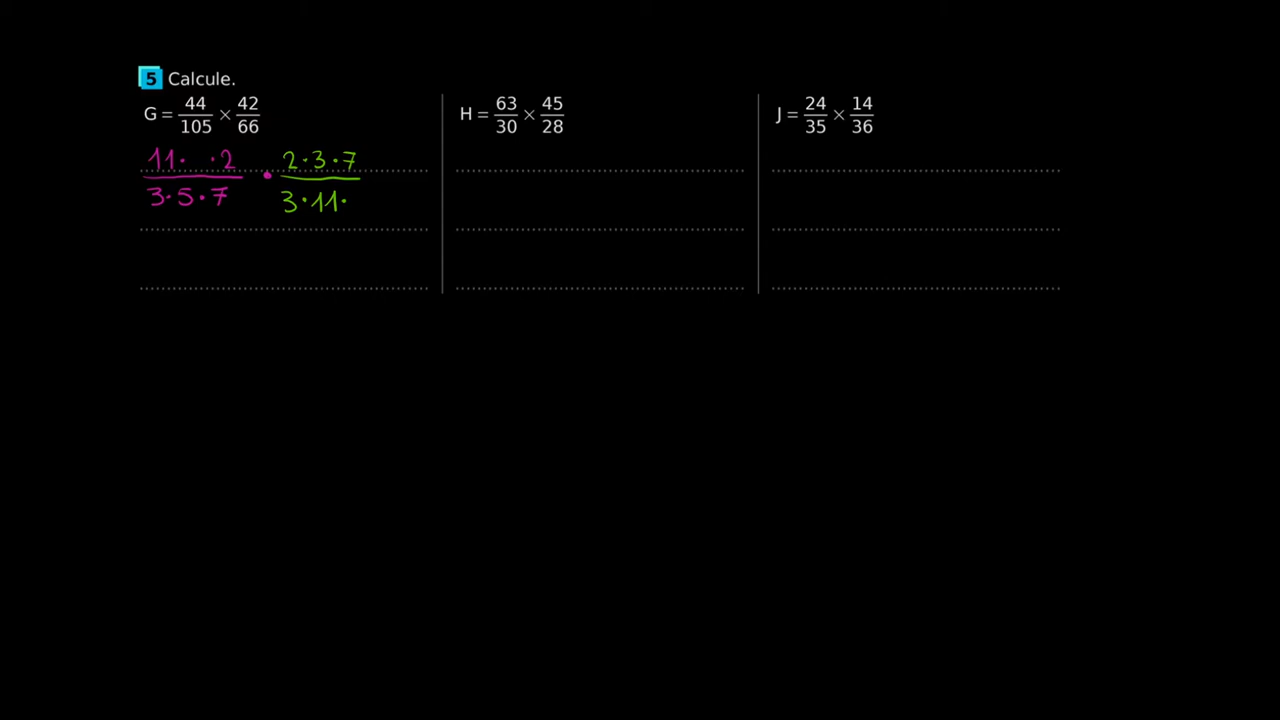 5 Calcule.
G = 44/105 × 42/66
11· ·2 / 3·5·7 · 2·3·7 / 3·11·
H = 63/30 × 45/28
J = 24/35 × 14/36